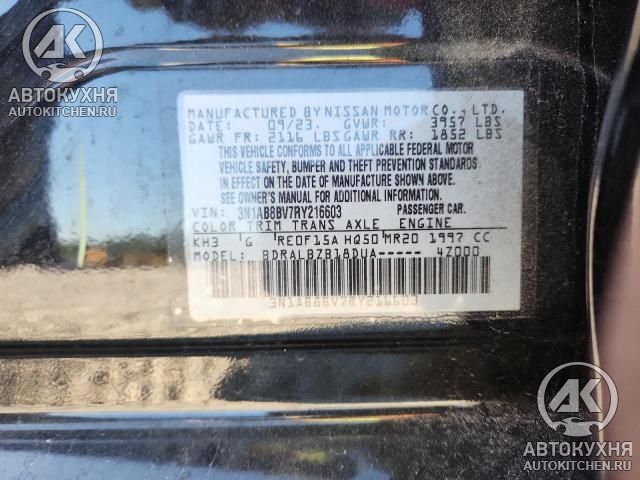 АК
АВТОКУХНЯ
AUTOKITCHEN.RU
MANUFACTURED BY NISSAN MOTOR CO., LTD.
DATE: 09/23 GVWR: 3957 LBS
GAWR FR: 2116 LBS GAWR RR: 1852 LBS
THIS VEHICLE CONFORMS TO ALL APPLICABLE FEDERAL MOTOR
VEHICLE SAFETY, BUMPER AND THEFT PREVENTION STANDARDS
IN EFFECT ON THE DATE OF MANUFACTURE SHOWN ABOVE.
SEE OWNER'S MANUAL FOR ADDITIONAL INFORMATION.
VIN: 3N1AB8BV7RY216603 PASSENGER CAR.
COLOR TRIM TRANS AXLE ENGINE
KH3 G RE0F15A HQ50 MR20 1997 CC
MODEL: BDRALBZB18DUA----- 4Z000
3N1AB8BV7RY216603
АК
АВТОКУХНЯ
AUTOKITCHEN.RU